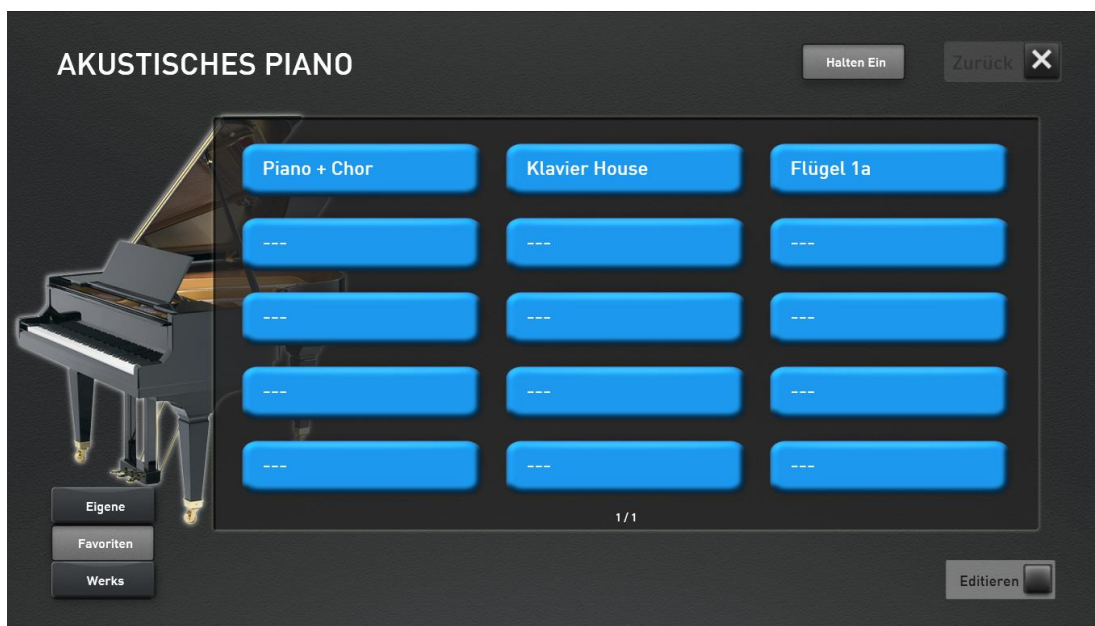 AKUSTISCHES PIANO
Halten Ein
Zurück
Piano + Chor
Klavier House
Flügel 1a
---
---
---
---
---
---
---
---
---
---
---
---
1/1
Eigene
Favoriten
Werks
Editieren